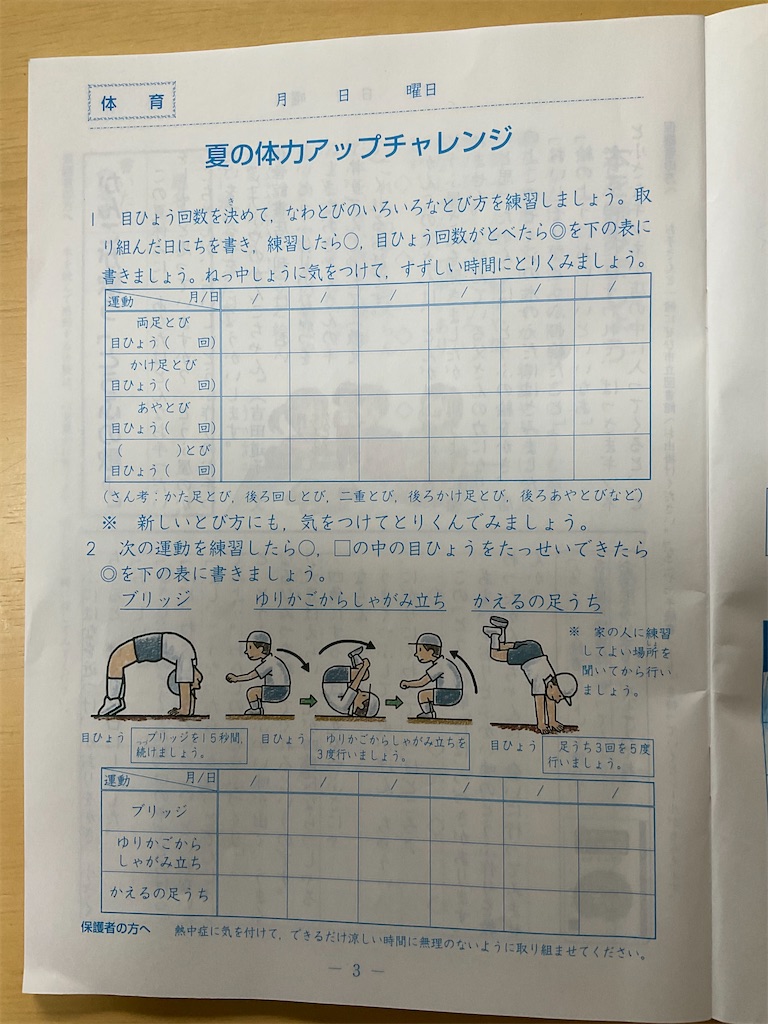 体 育
月 日 曜日
夏の体力アップチャレンジ
1 目ひょう回数を決めて，なわとびのいろいろなとび方を練習しましょう。取
り組んだ日にちを書き，練習したら○，目ひょう回数がとべたら◎を下の表に
書きましょう。ねっ中しょうに気をつけて，すずしい時間にとりくみましょう。
運動 月/日 / / / / / /
両足とび
目ひょう（ 回）
かけ足とび
目ひょう（ 回）
あやとび
目ひょう（ 回）
（ ）とび
目ひょう（ 回）
（さん考：かた足とび，後ろ回しとび，二重とび，後ろかけ足とび，後ろあやとびなど）
※ 新しいとび方にも，気をつけてとりくんでみましょう。
2 次の運動を練習したら○，□の中の目ひょうをたっせいできたら
◎を下の表に書きましょう。
ブリッジ ゆりかごからしゃがみ立ち かえるの足うち
※ 家の人に練習
してよい場所を
聞いてから行い
ましょう。
目ひょう ブリッジを15秒間，
続けましょう。
目ひょう ゆりかごからしゃがみ立ちを
3度行いましょう。
目ひょう 足うち3回を5度
行いましょう。
運動 月/日 / / / / / /
ブリッジ
ゆりかごから
しゃがみ立ち
かえるの足うち
保護者の方へ 熱中症に気を付けて，できるだけ涼しい時間に無理のないように取り組ませてください。
— 3 —